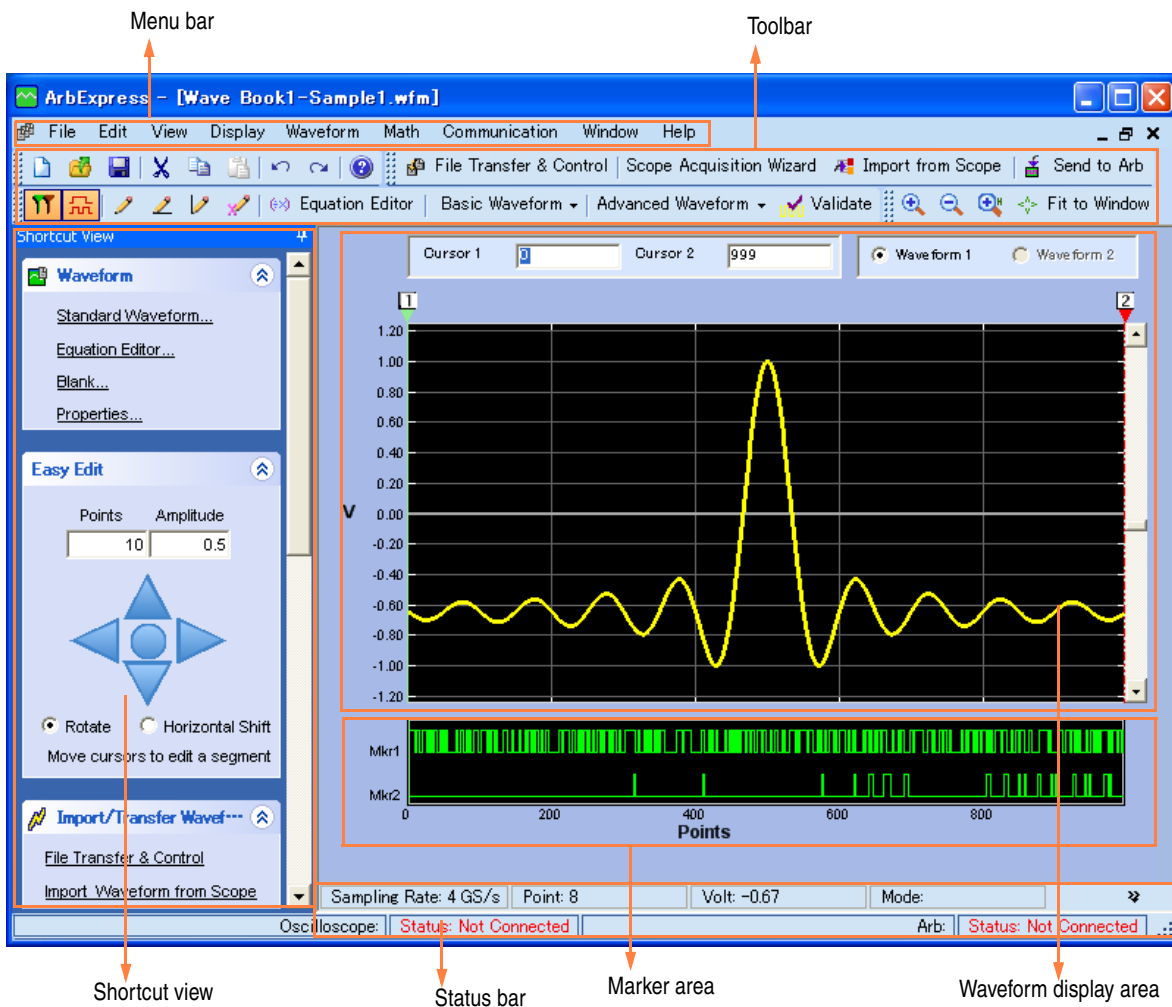 Menu bar
Toolbar
ArbExpress - [Wave Book1-Sample1.wfm]
File Edit View Display Waveform Math Communication Window Help
File Transfer & Control Scope Acquisition Wizard Import from Scope Send to Arb
Equation Editor Basic Waveform Advanced Waveform Validate Fit to Window
Shortcut View
Waveform
Standard Waveform...
Equation Editor...
Blank...
Properties...
Easy Edit
Points Amplitude
10 0.5
Rotate Horizontal Shift
Move cursors to edit a segment
Import/Transfer Wavef...
File Transfer & Control
Import Waveform from Scope
Cursor 1 0 Cursor 2 999 Waveform 1 Waveform 2
1 2
1.20
1.00
0.80
0.60
0.40
0.20
V 0.00
-0.20
-0.40
-0.60
-0.80
-1.00
-1.20
Mkr1
Mkr2
0 200 400 600 800
Points
Sampling Rate: 4 GS/s Point: 8 Volt: -0.67 Mode:
Oscilloscope: Status: Not Connected Arb: Status: Not Connected
Shortcut view
Status bar
Marker area
Waveform display area